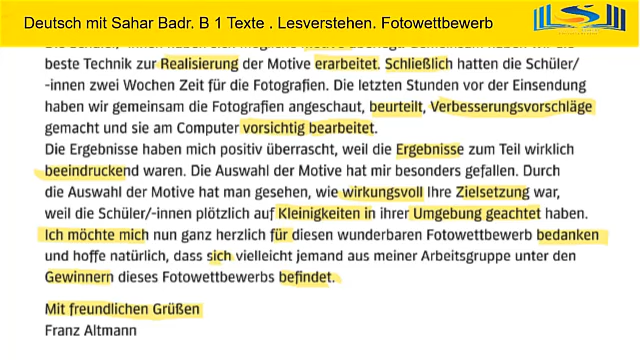 Deutsch mit Sahar Badr. B 1 Texte . Lesverstehen. Fotowettbewerb
beste Technik zur Realisierung der Motive erarbeitet. Schließlich hatten die Schüler/
-innen zwei Wochen Zeit für die Fotografien. Die letzten Stunden vor der Einsendung
haben wir gemeinsam die Fotografien angeschaut, beurteilt, Verbesserungsvorschläge
gemacht und sie am Computer vorsichtig bearbeitet.
Die Ergebnisse haben mich positiv überrascht, weil die Ergebnisse zum Teil wirklich
beeindruckend waren. Die Auswahl der Motive hat mir besonders gefallen. Durch
die Auswahl der Motive hat man gesehen, wie wirkungsvoll Ihre Zielsetzung war,
weil die Schüler/-innen plötzlich auf Kleinigkeiten in ihrer Umgebung geachtet haben.
Ich möchte mich nun ganz herzlich für diesen wunderbaren Fotowettbewerb bedanken
und hoffe natürlich, dass sich vielleicht jemand aus meiner Arbeitsgruppe unter den
Gewinnern dieses Fotowettbewerbs befindet.
Mit freundlichen Grüßen
Franz Altmann